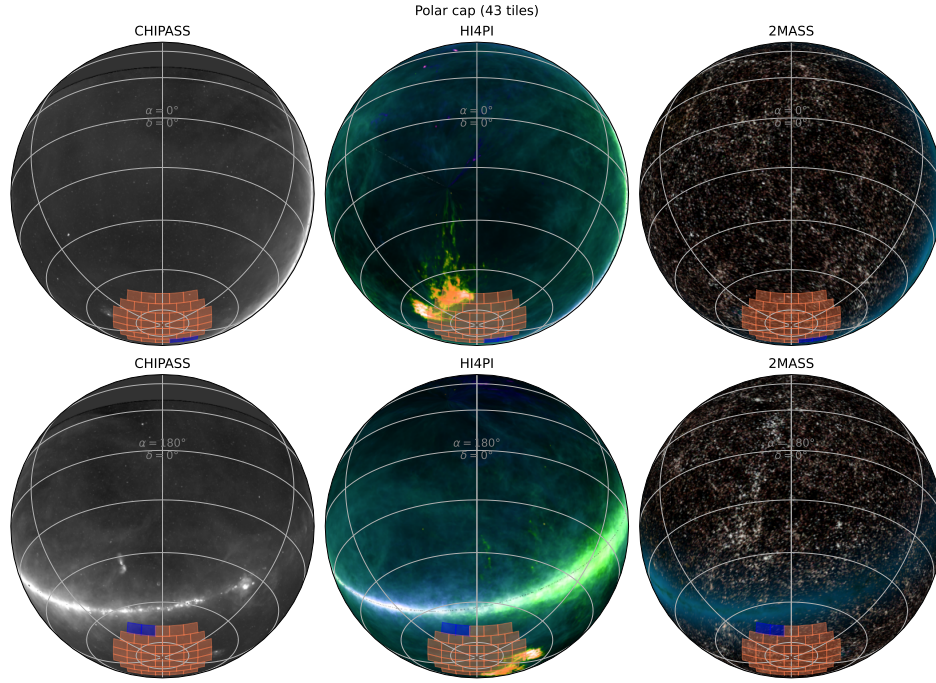 Polar cap (43 tiles)
CHIPASS
HI4PI
2MASS
α = 0°
δ = 0°
α = 0°
δ = 0°
α = 0°
δ = 0°
CHIPASS
HI4PI
2MASS
α = 180°
δ = 0°
α = 180°
δ = 0°
α = 180°
δ = 0°